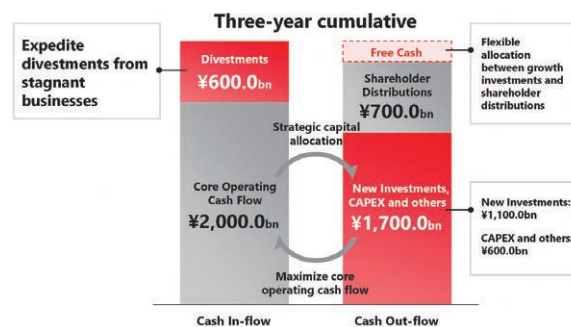 Three-year cumulative
Expedite
divestments from
stagnant
businesses
Divestments
¥600.0bn
Free Cash
Shareholder
Distributions
¥700.0bn
Flexible
allocation
between growth
investments and
shareholder
distributions
Strategic capital
allocation
Core Operating
Cash Flow
¥2,000.0bn
New Investments,
CAPEX and others
¥1,700.0bn
New Investments:
¥1,100.0bn
CAPEX and others
¥600.0bn
Maximize core
operating cash flow
Cash In-flow
Cash Out-flow